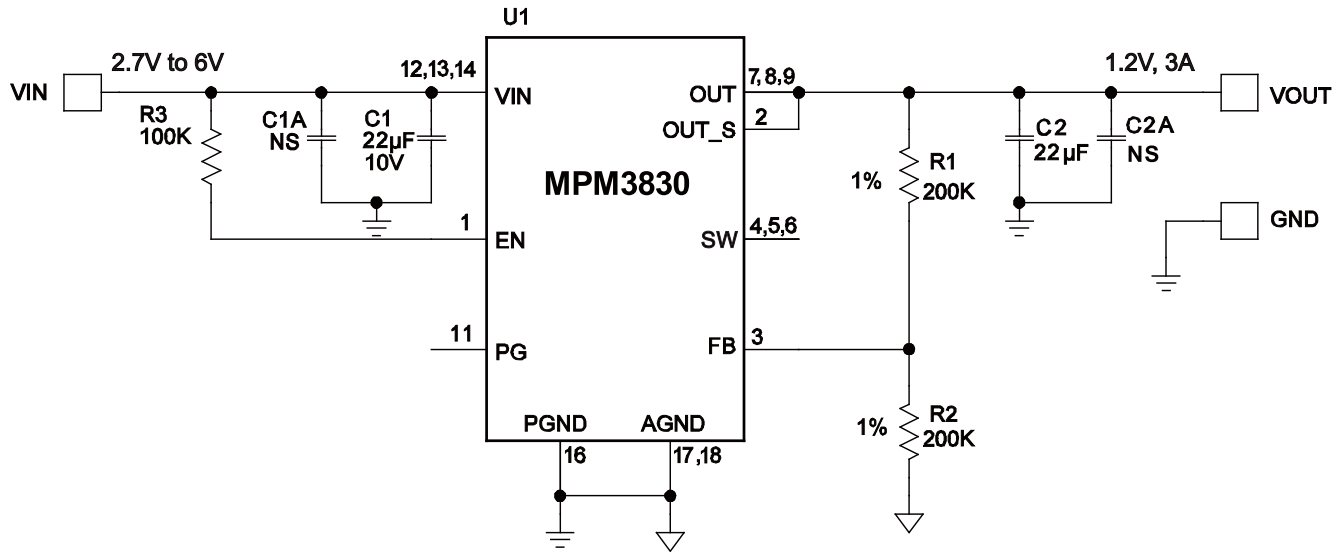 U1
2.7V to 6V
VIN
12,13,14
VIN
R3
100K
C1A
NS
C1
22µF
10V
1
EN
11
PG
MPM3830
OUT
7,8,9
OUT_S
2
SW
4,5,6
FB
3
PGND
16
AGND
17,18
1%
R1
200K
1%
R2
200K
C2
22µF
C2A
NS
1.2V, 3A
VOUT
GND